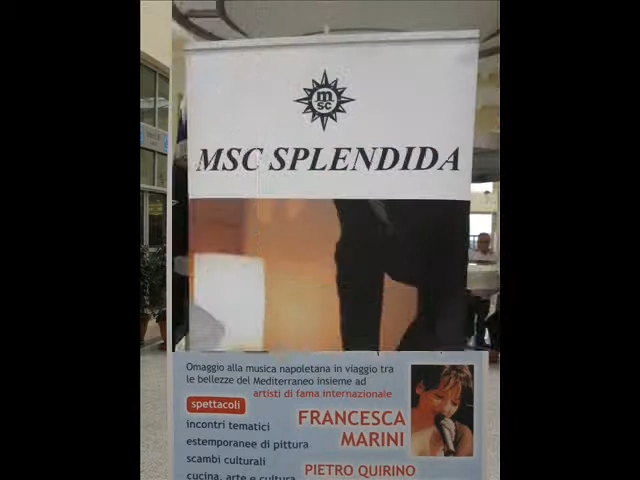 m
sc
MSC SPLENDIDA
Omaggio alla musica napoletana in viaggio tra
le bellezze del Mediterraneo insieme ad
artisti di fama internazionale
spettacoli
incontri tematici
estemporanee di pittura
scambi culturali
cucina, arte e cultura
FRANCESCA
MARINI
PIETRO QUIRINO